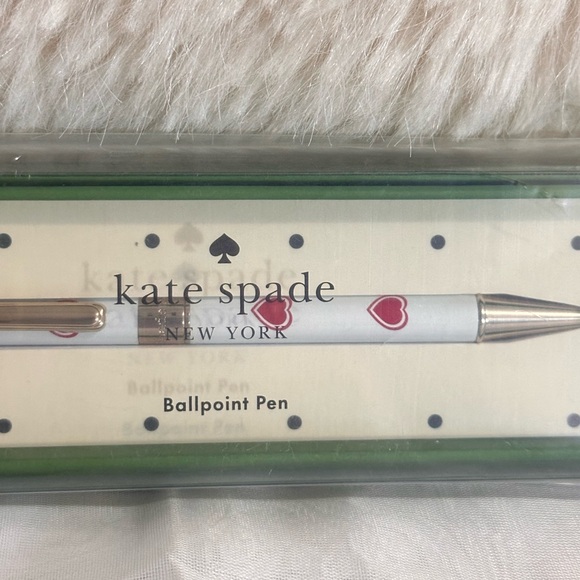 kate spade
NEW YORK
Ballpoint Pen